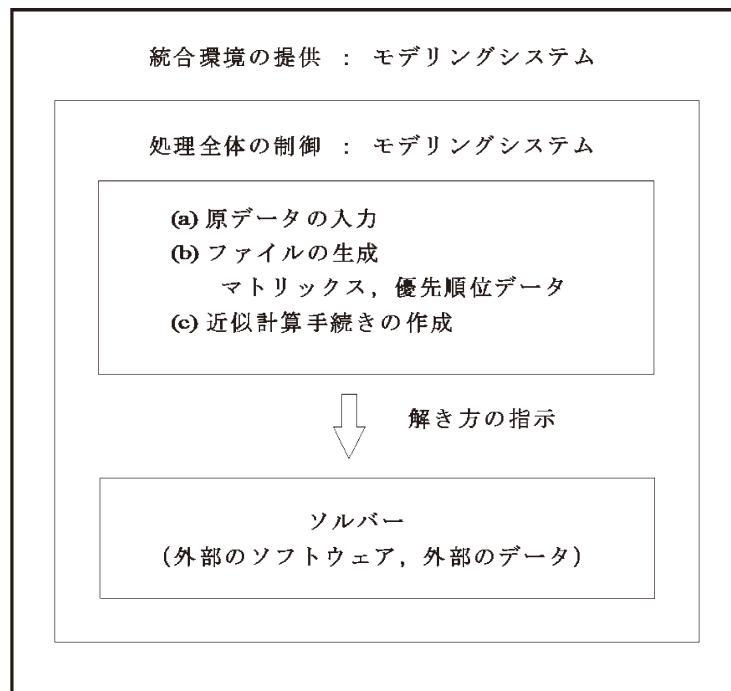 統合環境の提供 ： モデリングシステム
処理全体の制御 ： モデリングシステム
(a) 原データの入力
(b) ファイルの生成
マトリックス，優先順位データ
(c) 近似計算手続きの作成
解き方の指示
ソルバー
（外部のソフトウェア，外部のデータ）